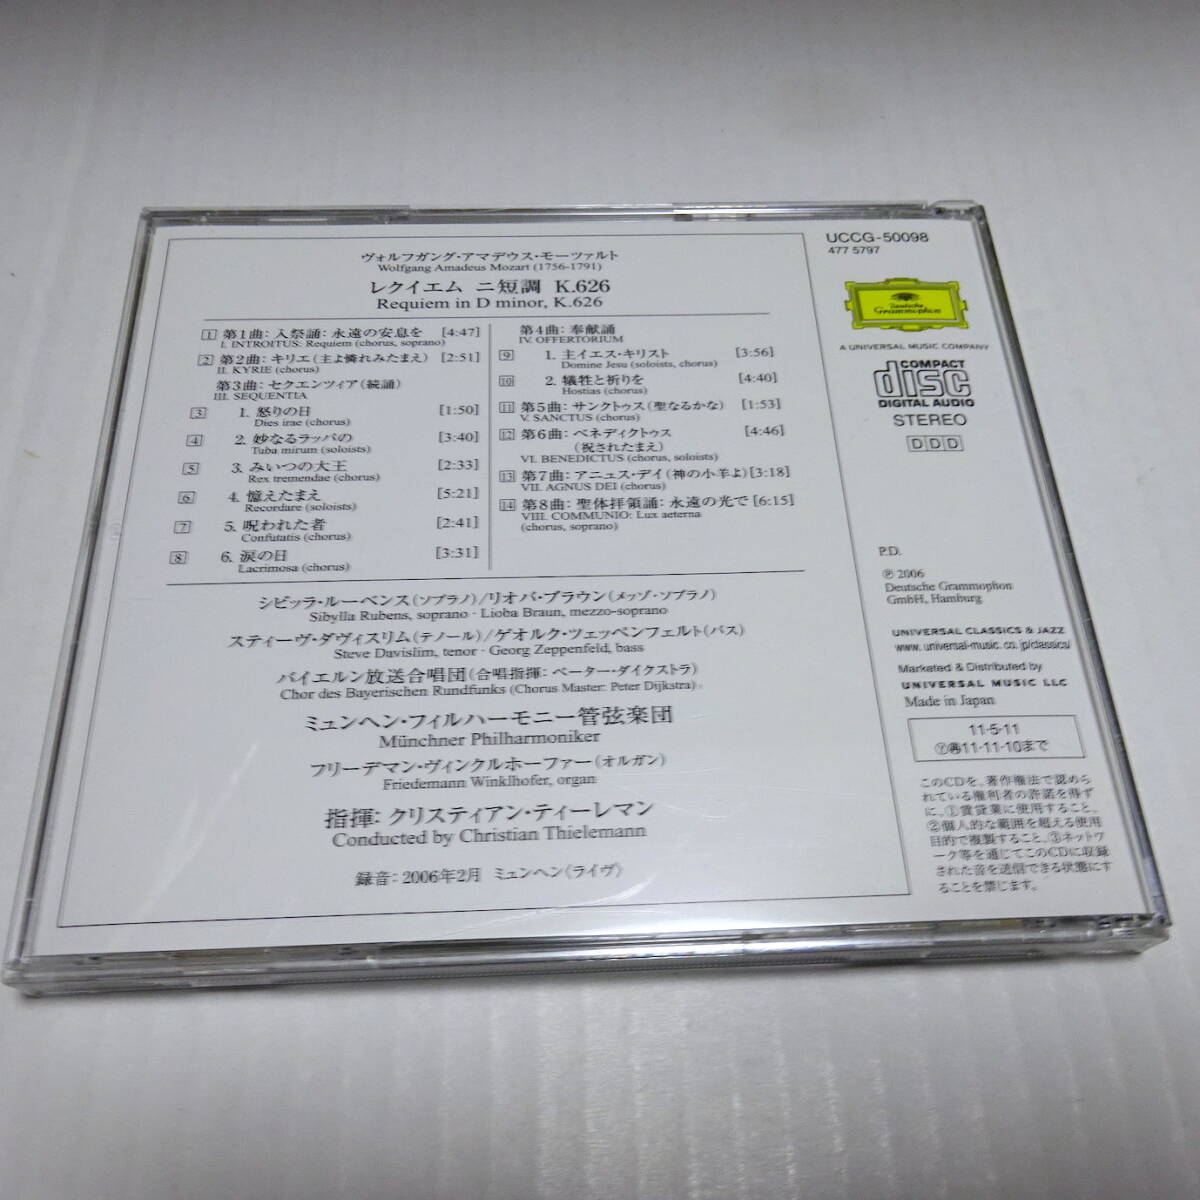 ヴォルフガング・アマデウス・モーツァルト
Wolfgang Amadeus Mozart (1756-1791)
レクイエム ニ短調 K.626
Requiem in D minor, K.626
1 第1曲：入祭誦：永遠の安息を [4:47]
I. INTROITUS: Requiem (chorus, soprano)
2 第2曲：キリエ（主よ憐れみたまえ） [2:51]
II. KYRIE (chorus)
第3曲：セクエンツィア（続誦）
III. SEQUENTIA
3 1. 怒りの日 [1:50]
Dies irae (chorus)
4 2. 妙なるラッパの [3:40]
Tuba mirum (soloists)
5 3. みいつの大王 [2:33]
Rex tremendae (chorus)
6 4. 憶えたまえ [5:21]
Recordare (soloists)
7 5. 呪われた者 [2:41]
Confutatis (chorus)
8 6. 涙の日 [3:31]
Lacrimosa (chorus)
第4曲：奉献誦
IV. OFFERTORIUM
9 1. 主イエス・キリスト [3:56]
Domine Jesu (soloists, chorus)
10 2. 犠牲と祈りを [4:40]
Hostias (chorus)
11 第5曲：サンクトゥス（聖なるかな） [1:53]
V. SANCTUS (chorus)
12 第6曲：ベネディクトゥス [4:46]
（祝されたまえ）
VI. BENEDICTUS (chorus, soloists)
13 第7曲：アニュス・デイ（神の小羊よ） [3:18]
VII. AGNUS DEI (chorus)
14 第8曲：聖体拝領誦：永遠の光で [6:15]
VIII. COMMUNIO: Lux aeterna
(chorus, soprano)
シビッラ・ルーベンス（ソプラノ）/リオバ・ブラウン（メッゾ・ソプラノ）
Sibylla Rubens, soprano · Lioba Braun, mezzo-soprano
スティーヴ・ダヴィスリム（テノール）/ゲオルク・ツェッペンフェルト（バス）
Steve Davislim, tenor · Georg Zeppenfeld, bass
バイエルン放送合唱団（合唱指揮：ペーター・ダイクストラ）
Chor des Bayerischen Rundfunks (Chorus Master: Peter Dijkstra)
ミュンヘン・フィルハーモニー管弦楽団
Münchner Philharmoniker
フリーデマン・ヴィンクルホーファー（オルガン）
Friedemann Winklhofer, organ
指揮：クリスティアン・ティーレマン
Conducted by Christian Thielemann
録音：2006年2月 ミュンヘン〈ライヴ〉
UCCG-50098
477 5797
Deutsche
Grammophon
A UNIVERSAL MUSIC COMPANY
COMPACT
disc
DIGITAL AUDIO
STEREO
DDD
P.D.
℗ 2006
Deutsche Grammophon
GmbH, Hamburg
UNIVERSAL CLASSICS & JAZZ
www.universal-music.co.jp/classics/
Marketed & Distributed by
UNIVERSAL MUSIC LLC
Made in Japan
11·5·11
Ⓨ㊟11·11·10まで
このCDを、著作権法で認めら
れている権利者の許諾を得ず
に、①賃貸業に使用すること、
②個人的な範囲を超える使用
目的で複製すること、③ネットワ
ーク等を通じてこのCDに収録
された音を送信できる状態にす
ることを禁じます。